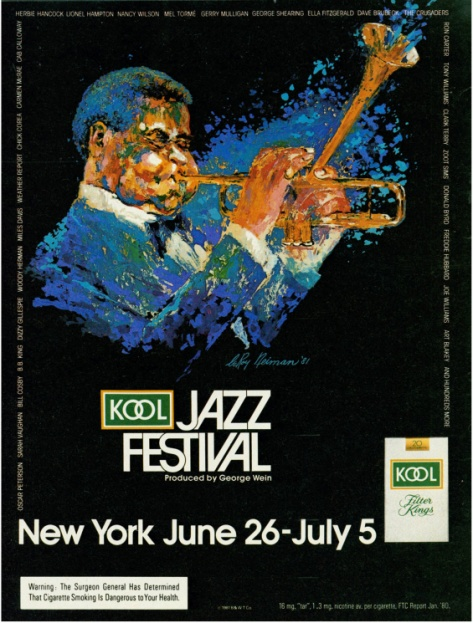 HERBIE HANCOCK LIONEL HAMPTON NANCY WILSON MEL TORMÉ GERRY MULLIGAN GEORGE SHEARING ELLA FITZGERALD DAVE BRUBECK THE CRUSADERS
RON CARTER TONY WILLIAMS CLARK TERRY ZOOT SIMS DONALD BYRD FREDDIE HUBBARD JOE WILLIAMS ART BLAKEY AND HUNDREDS MORE
OSCAR PETERSON SARAH VAUGHAN BILL COSBY B.B. KING DIZZY GILLESPIE WOODY HERMAN MILES DAVIS WEATHER REPORT CHICK COREA CARMEN McRAE CAB CALLOWAY
LeRoy Neiman '81
KOOL JAZZ
FESTIVAL
Produced by George Wein
20
KOOL
Filter
Kings
New York June 26-July 5
Warning: The Surgeon General Has Determined
That Cigarette Smoking Is Dangerous to Your Health.
© 1981 B&W T Co.
16 mg. "tar", 1.3 mg. nicotine av. per cigarette, FTC Report Jan. '80.